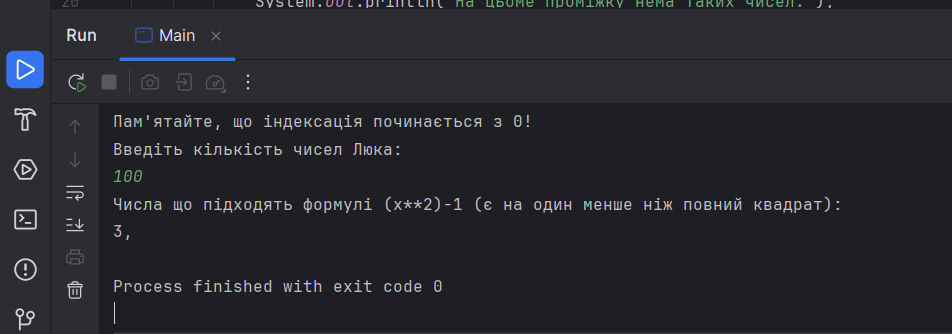 20 System.out.println("На цьоме проміжку нема таких чисел.");
Run Main
Пам'ятайте, що індексація починається з 0!
Введіть кількість чисел Люка:
100
Числа що підходять формулі (x**2)-1 (є на один менше ніж повний квадрат):
3,
Process finished with exit code 0